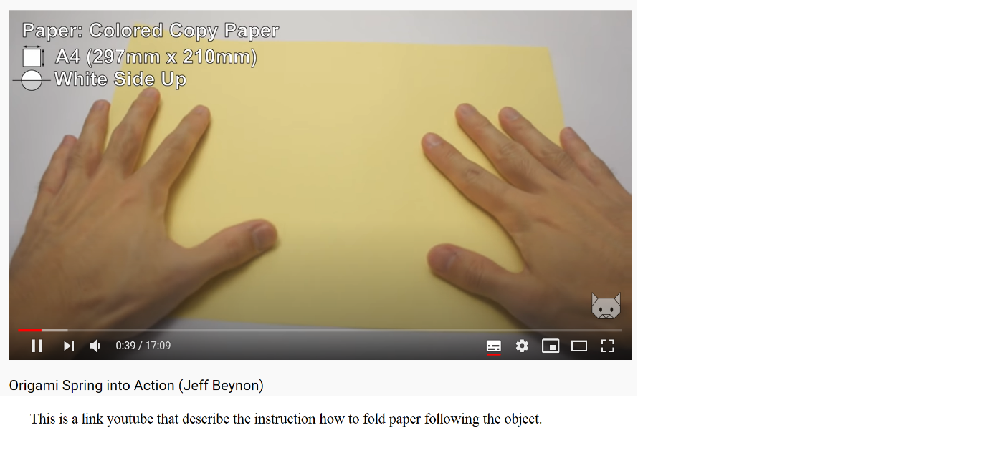 Paper: Colored Copy Paper
A4 (297mm x 210mm)
White Side Up
0:39 / 17:09
Origami Spring into Action (Jeff Beynon)
This is a link youtube that describe the instruction how to fold paper following the object.